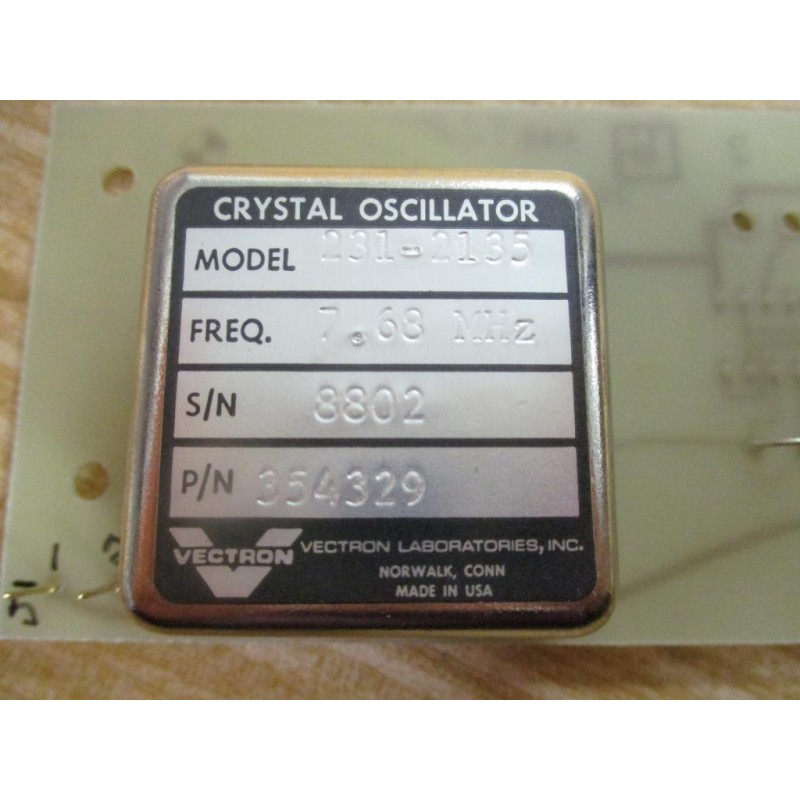 CRYSTAL OSCILLATOR
MODEL 231-2135
FREQ. 7.68 MHz
S/N 8802
P/N 354329
VECTRON VECTRON LABORATORIES, INC.
NORWALK, CONN
MADE IN USA